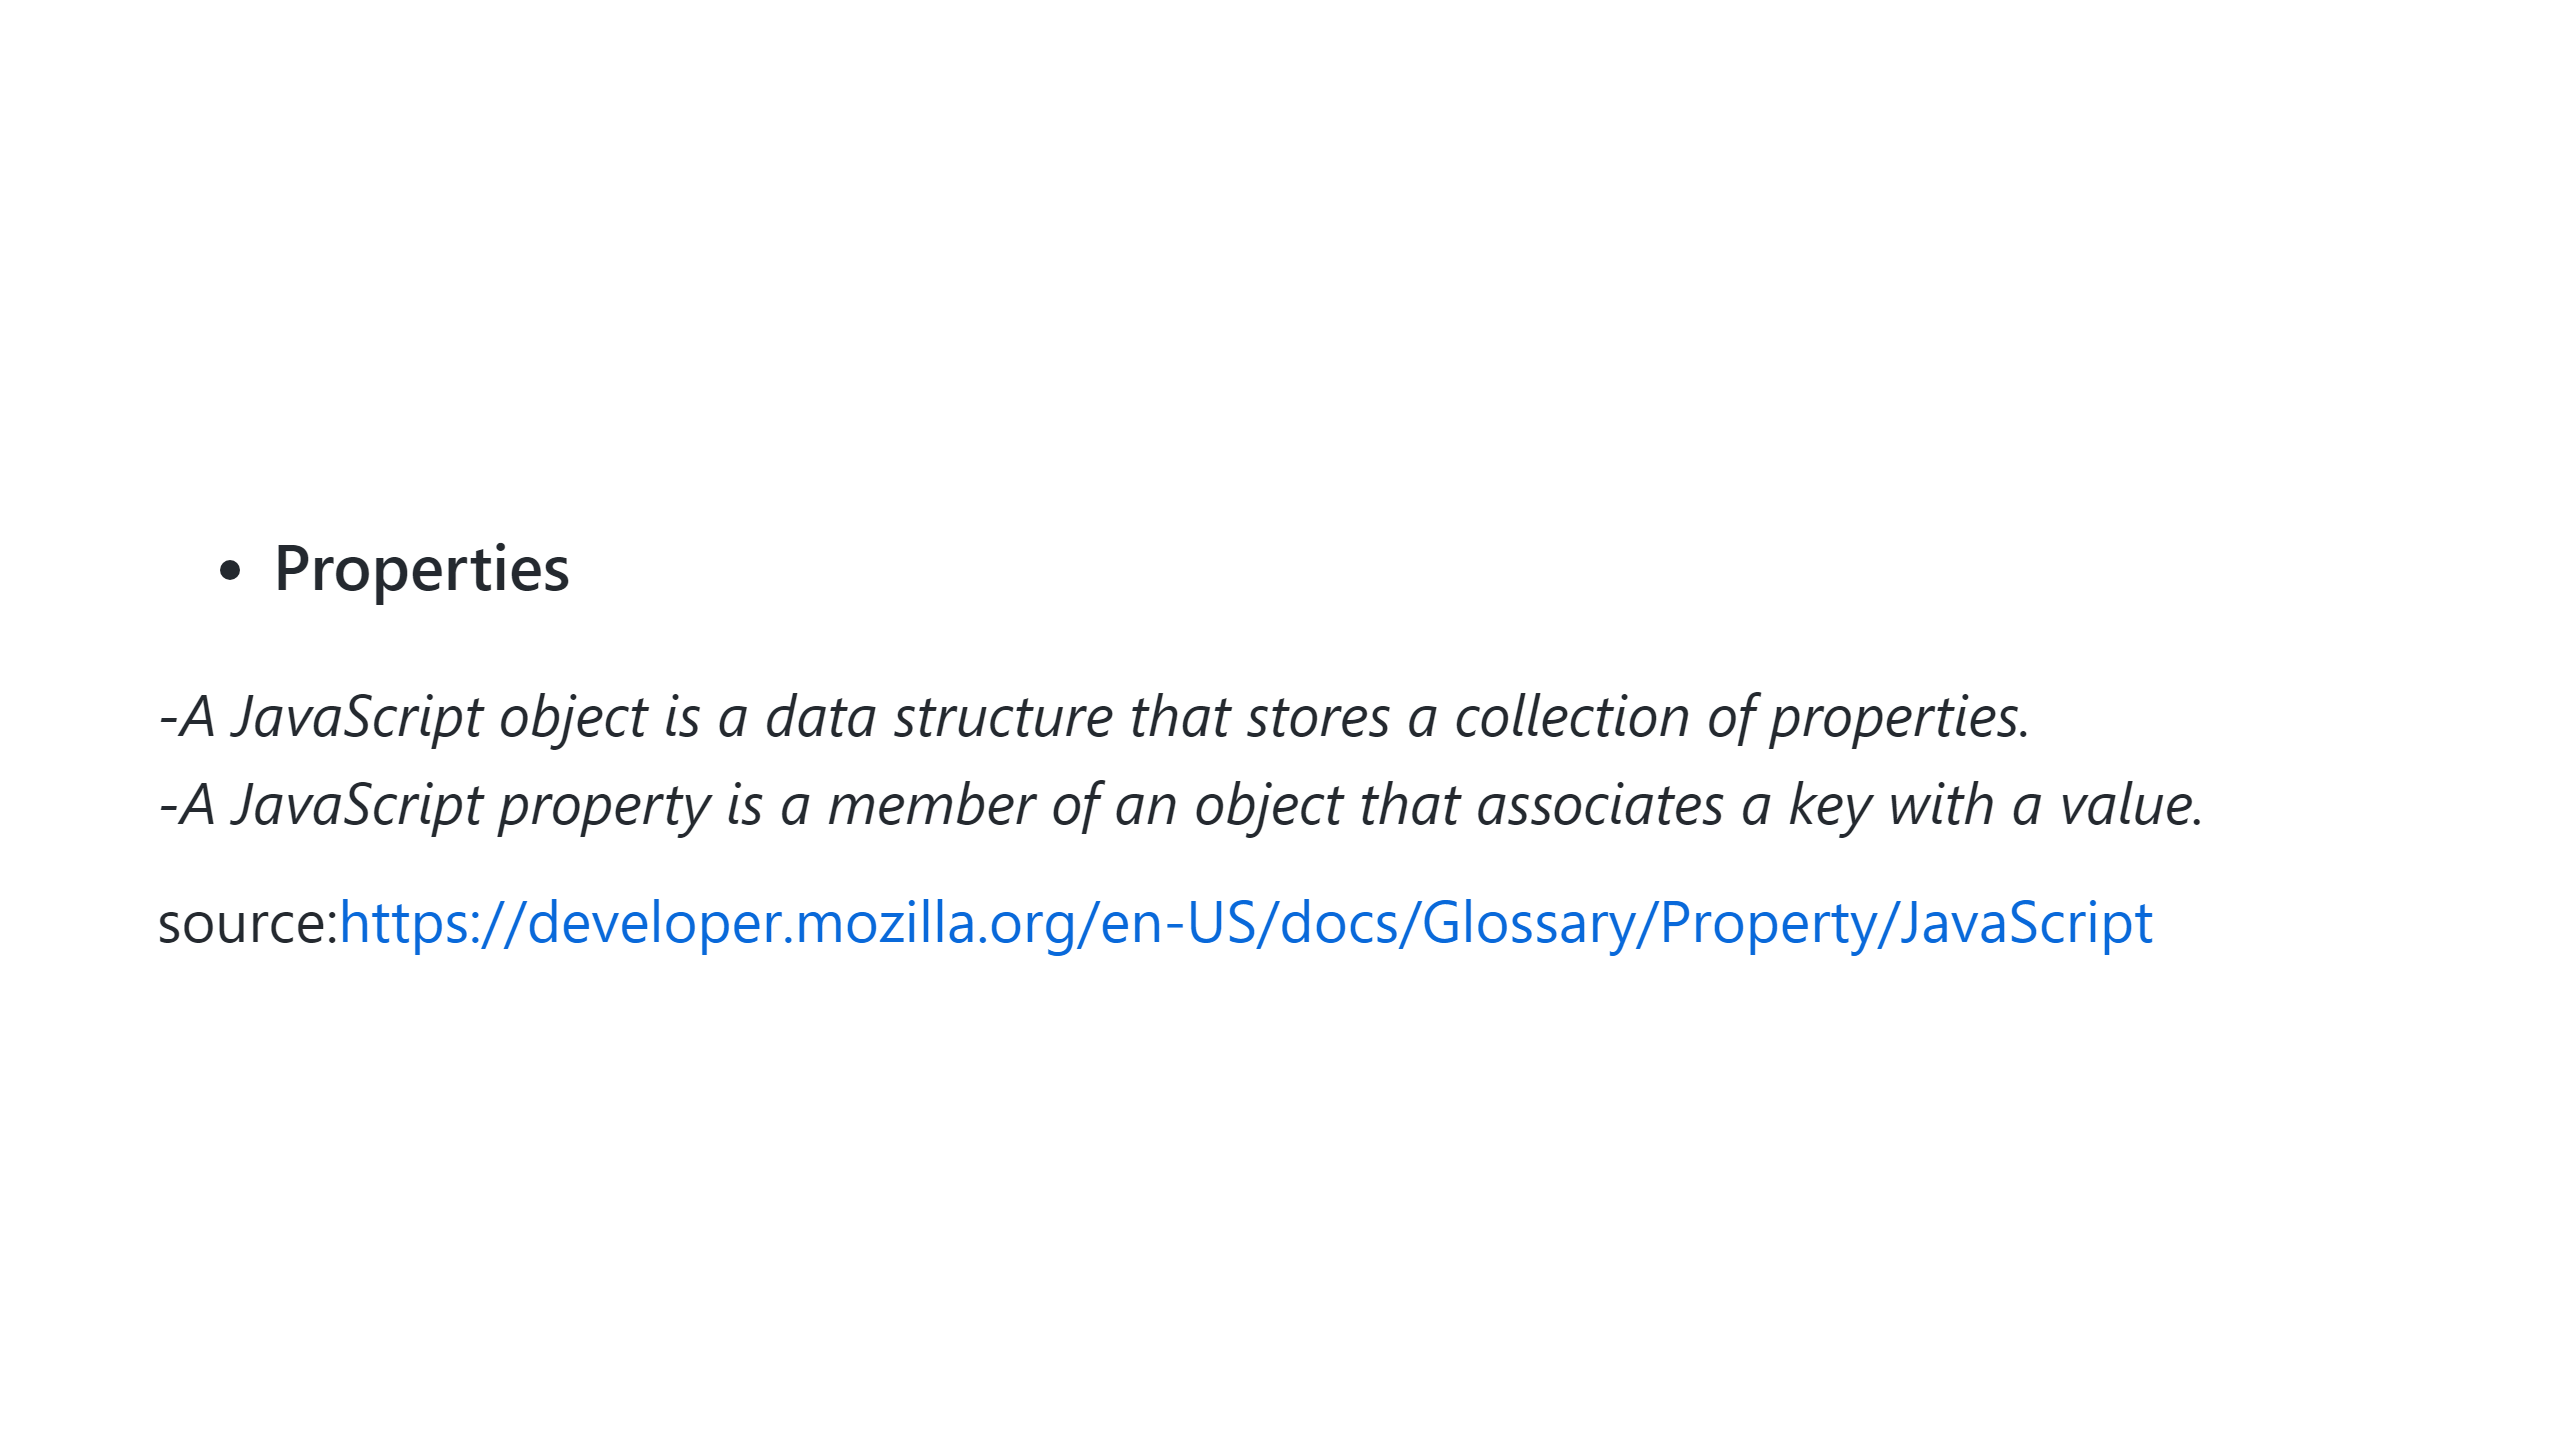 • Properties
-A JavaScript object is a data structure that stores a collection of properties.
-A JavaScript property is a member of an object that associates a key with a value.
source:https://developer.mozilla.org/en-US/docs/Glossary/Property/JavaScript